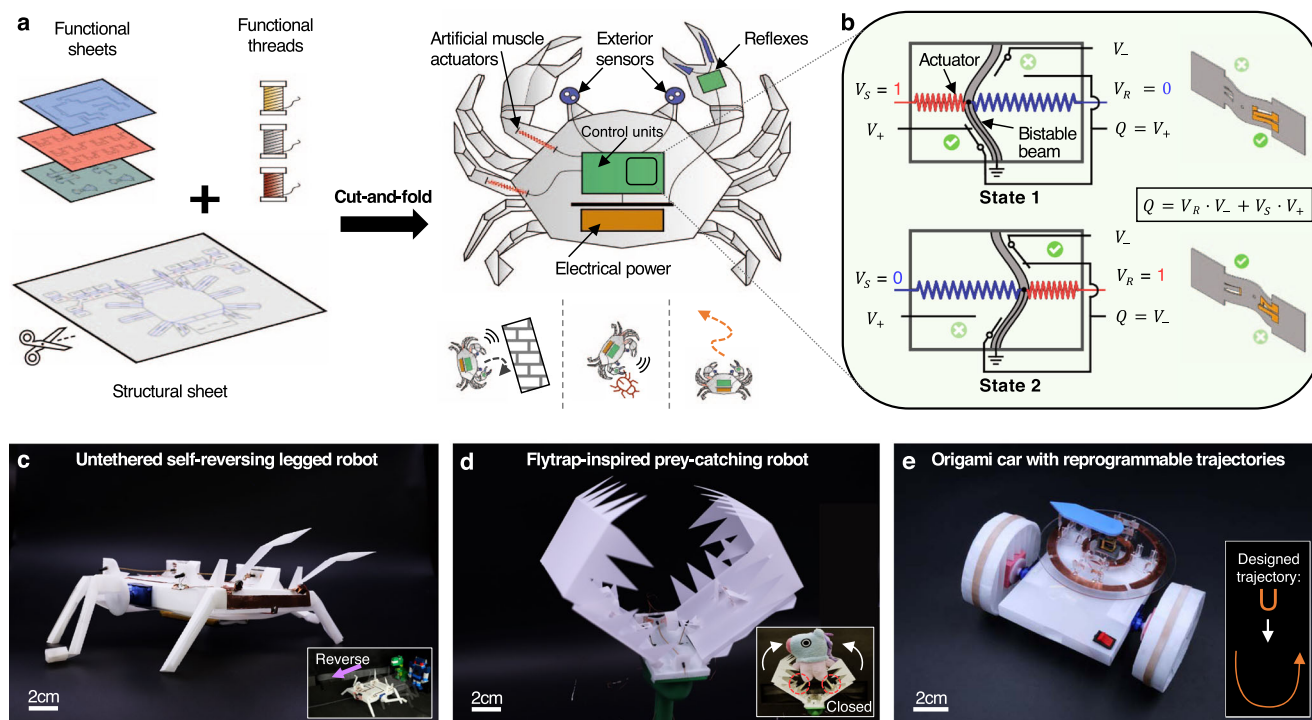 a
Functional
sheets
Functional
threads
Structural sheet
Cut-and-fold
Artificial muscle
actuators
Exterior
sensors
Reflexes
Control units
Electrical power
b
Actuator
V_S = 1
V_+
Bistable
beam
V_−
V_R = 0
Q = V_+
State 1
Q = V_R · V_− + V_S · V_+
V_S = 0
V_+
V_−
V_R = 1
Q = V_−
State 2
c Untethered self-reversing legged robot
2cm
Reverse
d Flytrap-inspired prey-catching robot
2cm
Closed
e Origami car with reprogrammable trajectories
2cm
Designed
trajectory:
U